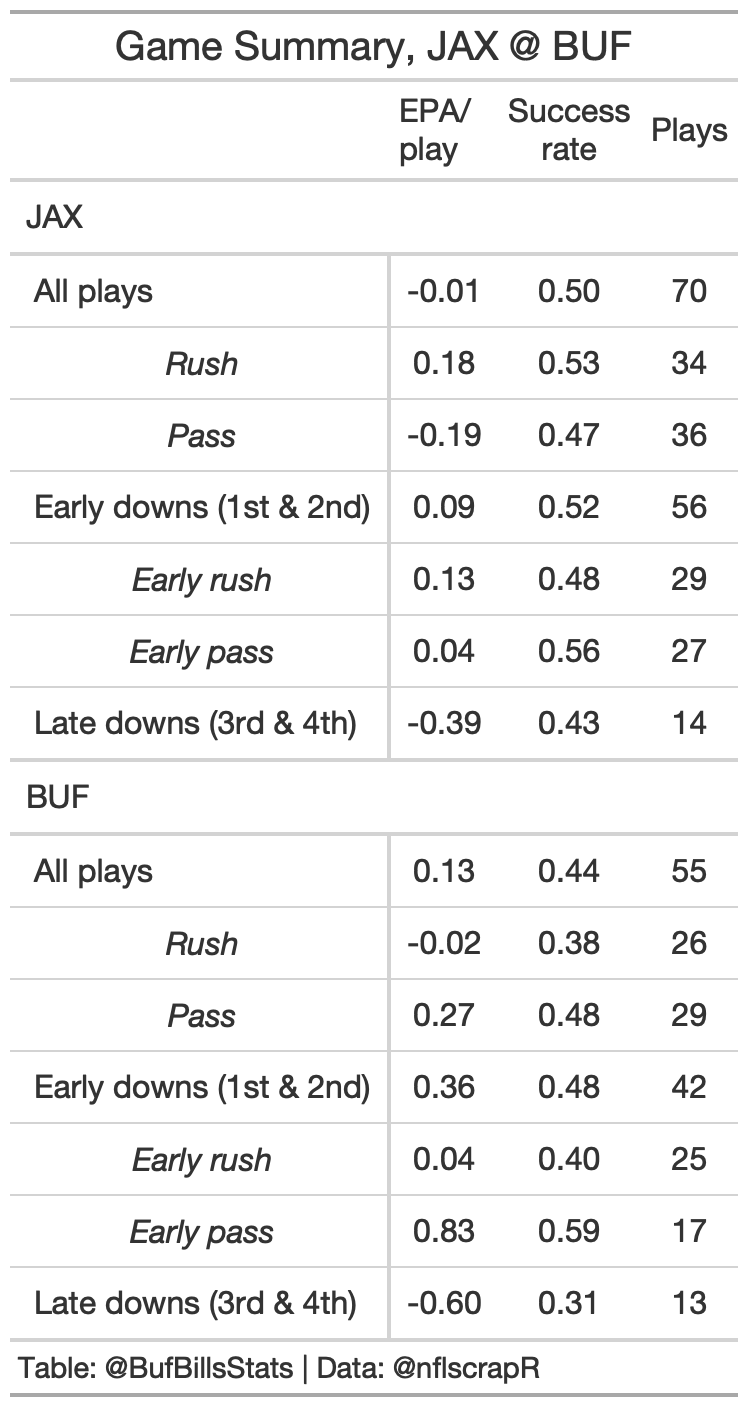 Game Summary, JAX @ BUF
EPA/ play Success rate Plays
JAX
All plays -0.01 0.50 70
Rush 0.18 0.53 34
Pass -0.19 0.47 36
Early downs (1st & 2nd) 0.09 0.52 56
Early rush 0.13 0.48 29
Early pass 0.04 0.56 27
Late downs (3rd & 4th) -0.39 0.43 14
BUF
All plays 0.13 0.44 55
Rush -0.02 0.38 26
Pass 0.27 0.48 29
Early downs (1st & 2nd) 0.36 0.48 42
Early rush 0.04 0.40 25
Early pass 0.83 0.59 17
Late downs (3rd & 4th) -0.60 0.31 13
Table: @BufBillsStats | Data: @nflscrapR